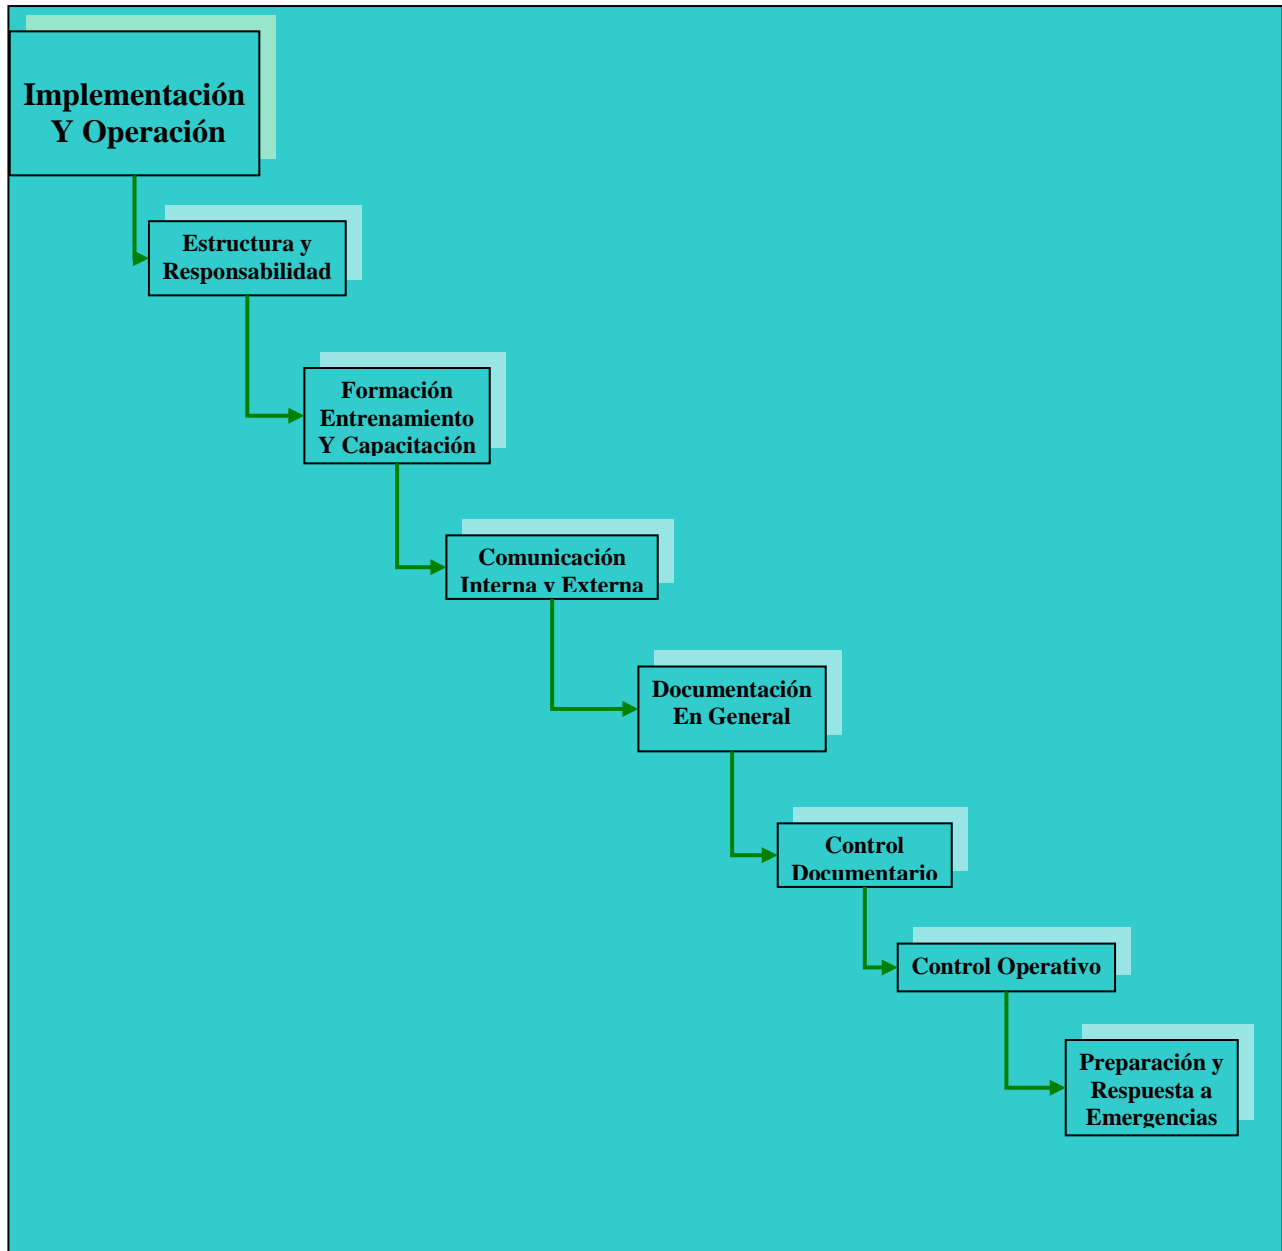 Implementación
Y Operación
Estructura y
Responsabilidad
Formación
Entrenamiento
Y Capacitación
Comunicación
Interna y Externa
Documentación
En General
Control
Documentario
Control Operativo
Preparación y
Respuesta a
Emergencias